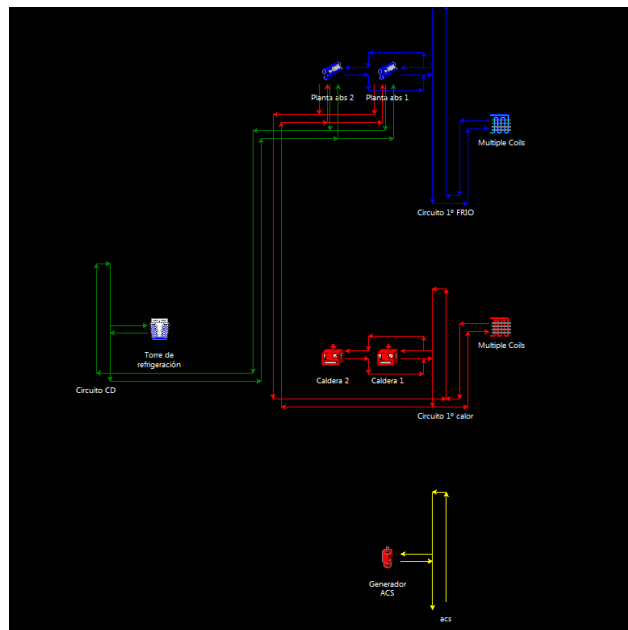 Planta abs 2
Planta abs 1
Multiple Coils
Circuito 1º FRIO
Torre de
refrigeración
Multiple Coils
Caldera 2
Caldera 1
Circuito CD
Circuito 1º calor
Generador
ACS
acs